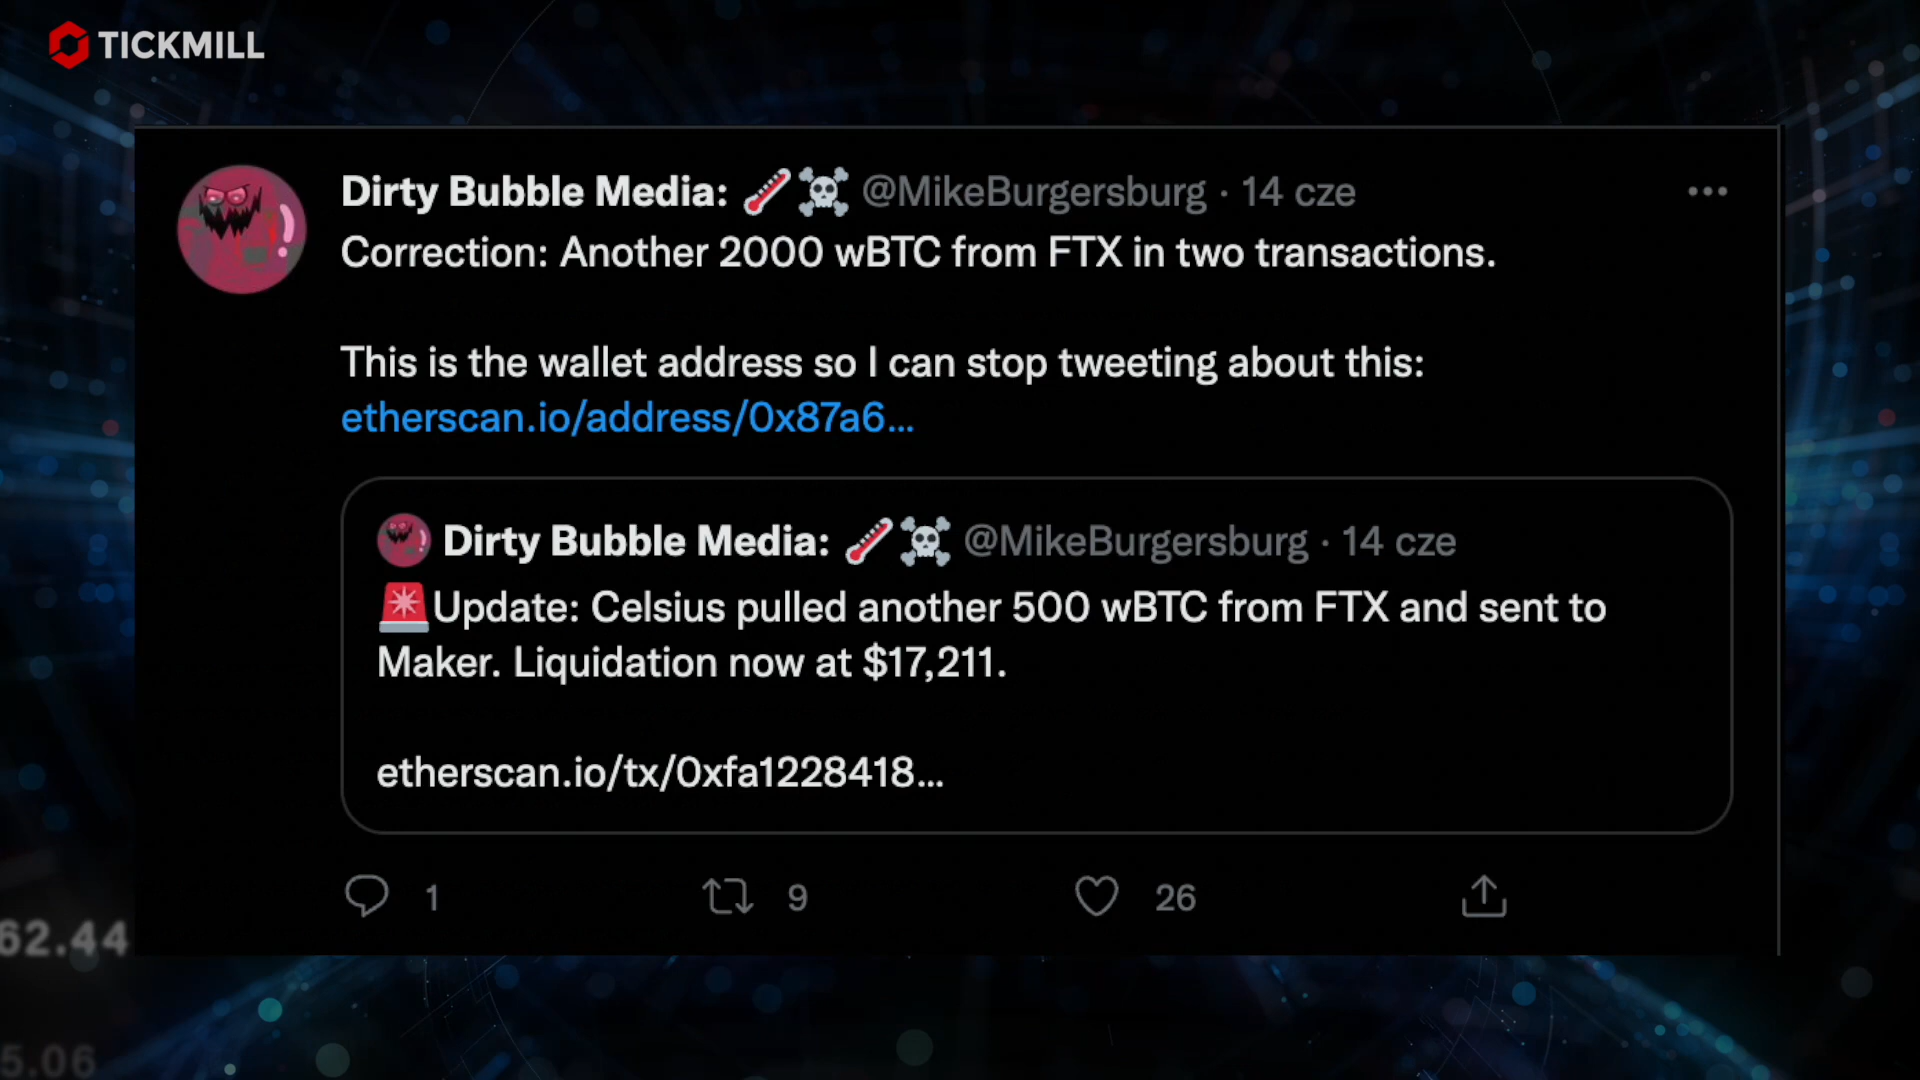 TICKMILL
Dirty Bubble Media: 🌡️☠️ @MikeBurgersburg · 14 cze
Correction: Another 2000 wBTC from FTX in two transactions.
This is the wallet address so I can stop tweeting about this:
etherscan.io/address/0x87a6...
Dirty Bubble Media: 🌡️☠️ @MikeBurgersburg · 14 cze
🚨Update: Celsius pulled another 500 wBTC from FTX and sent to
Maker. Liquidation now at $17,211.
etherscan.io/tx/0xfa1228418...
1 9 26
62.44
5.06